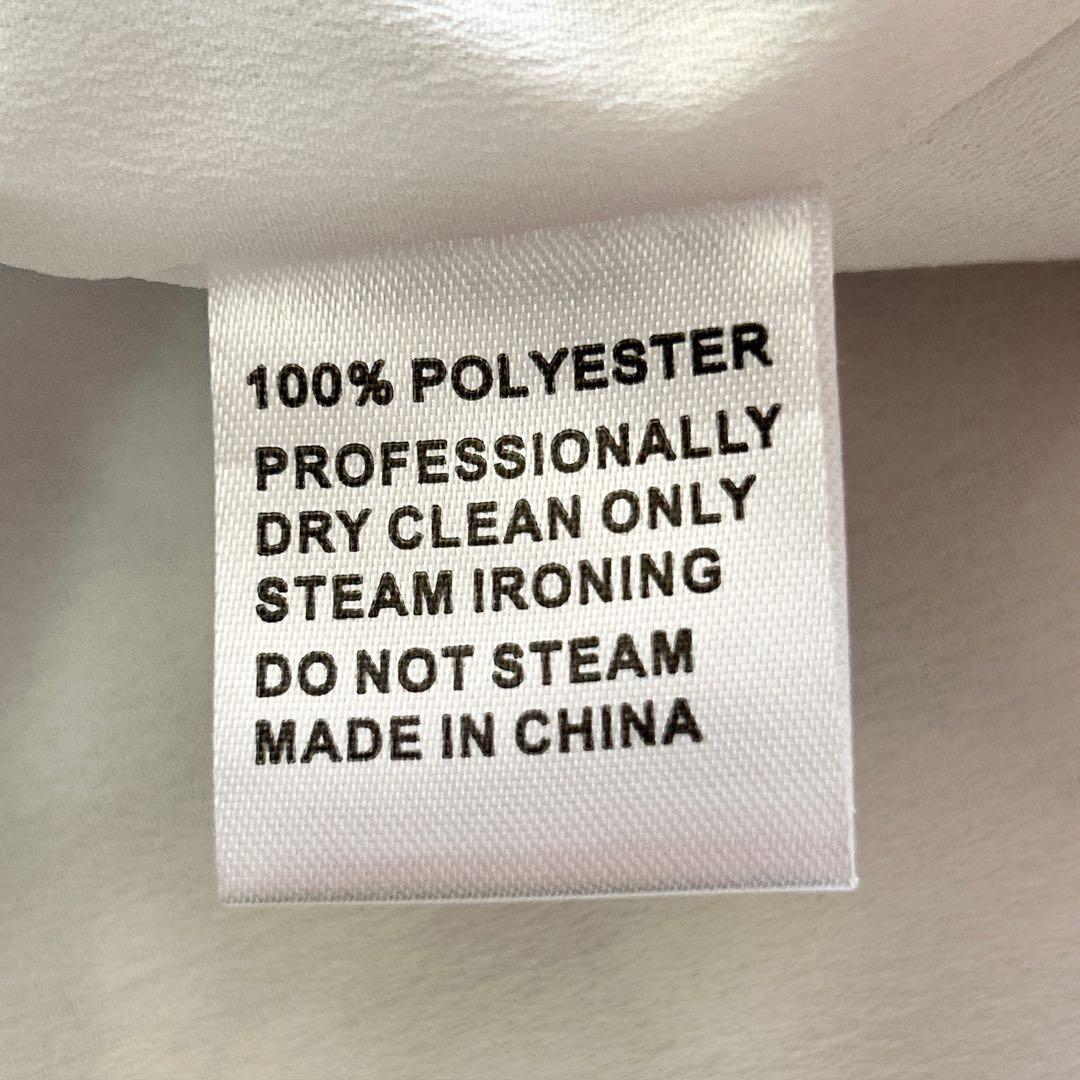 100% POLYESTER
PROFESSIONALLY
DRY CLEAN ONLY
STEAM IRONING
DO NOT STEAM
MADE IN CHINA